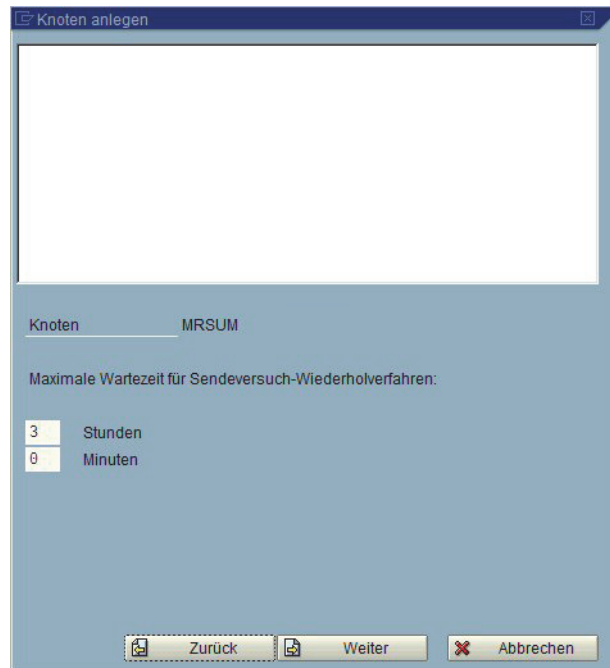 Knoten anlegen
Knoten MRSUM
Maximale Wartezeit für Sendeversuch-Wiederholverfahren:
3 Stunden
0 Minuten
Zurück Weiter Abbrechen